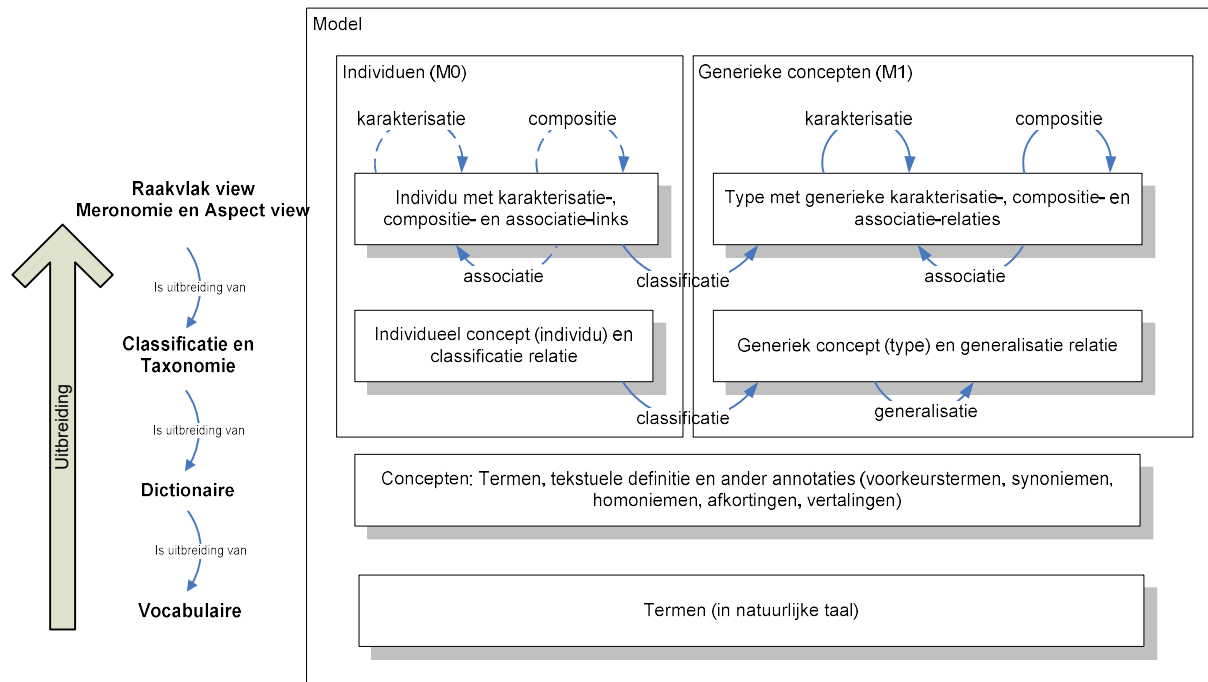 Model
Individuen (M0)
Generieke concepten (M1)
karakterisatie
compositie
karakterisatie
compositie
Raakvlak view
Meronomie en Aspect view
Individu met karakterisatie-,
compositie- en associatie-links
Type met generieke karakterisatie-, compositie- en
associatie-relaties
associatie
classificatie
associatie
Is uitbreiding van
Classificatie en
Taxonomie
Individueel concept (individu) en
classificatie relatie
Generiek concept (type) en generalisatie relatie
classificatie
generalisatie
Uitbreiding
Is uitbreiding van
Dictionaire
Concepten: Termen, tekstuele definitie en ander annotaties (voorkeurstermen, synoniemen,
homoniemen, afkortingen, vertalingen)
Is uitbreiding van
Vocabulaire
Termen (in natuurlijke taal)